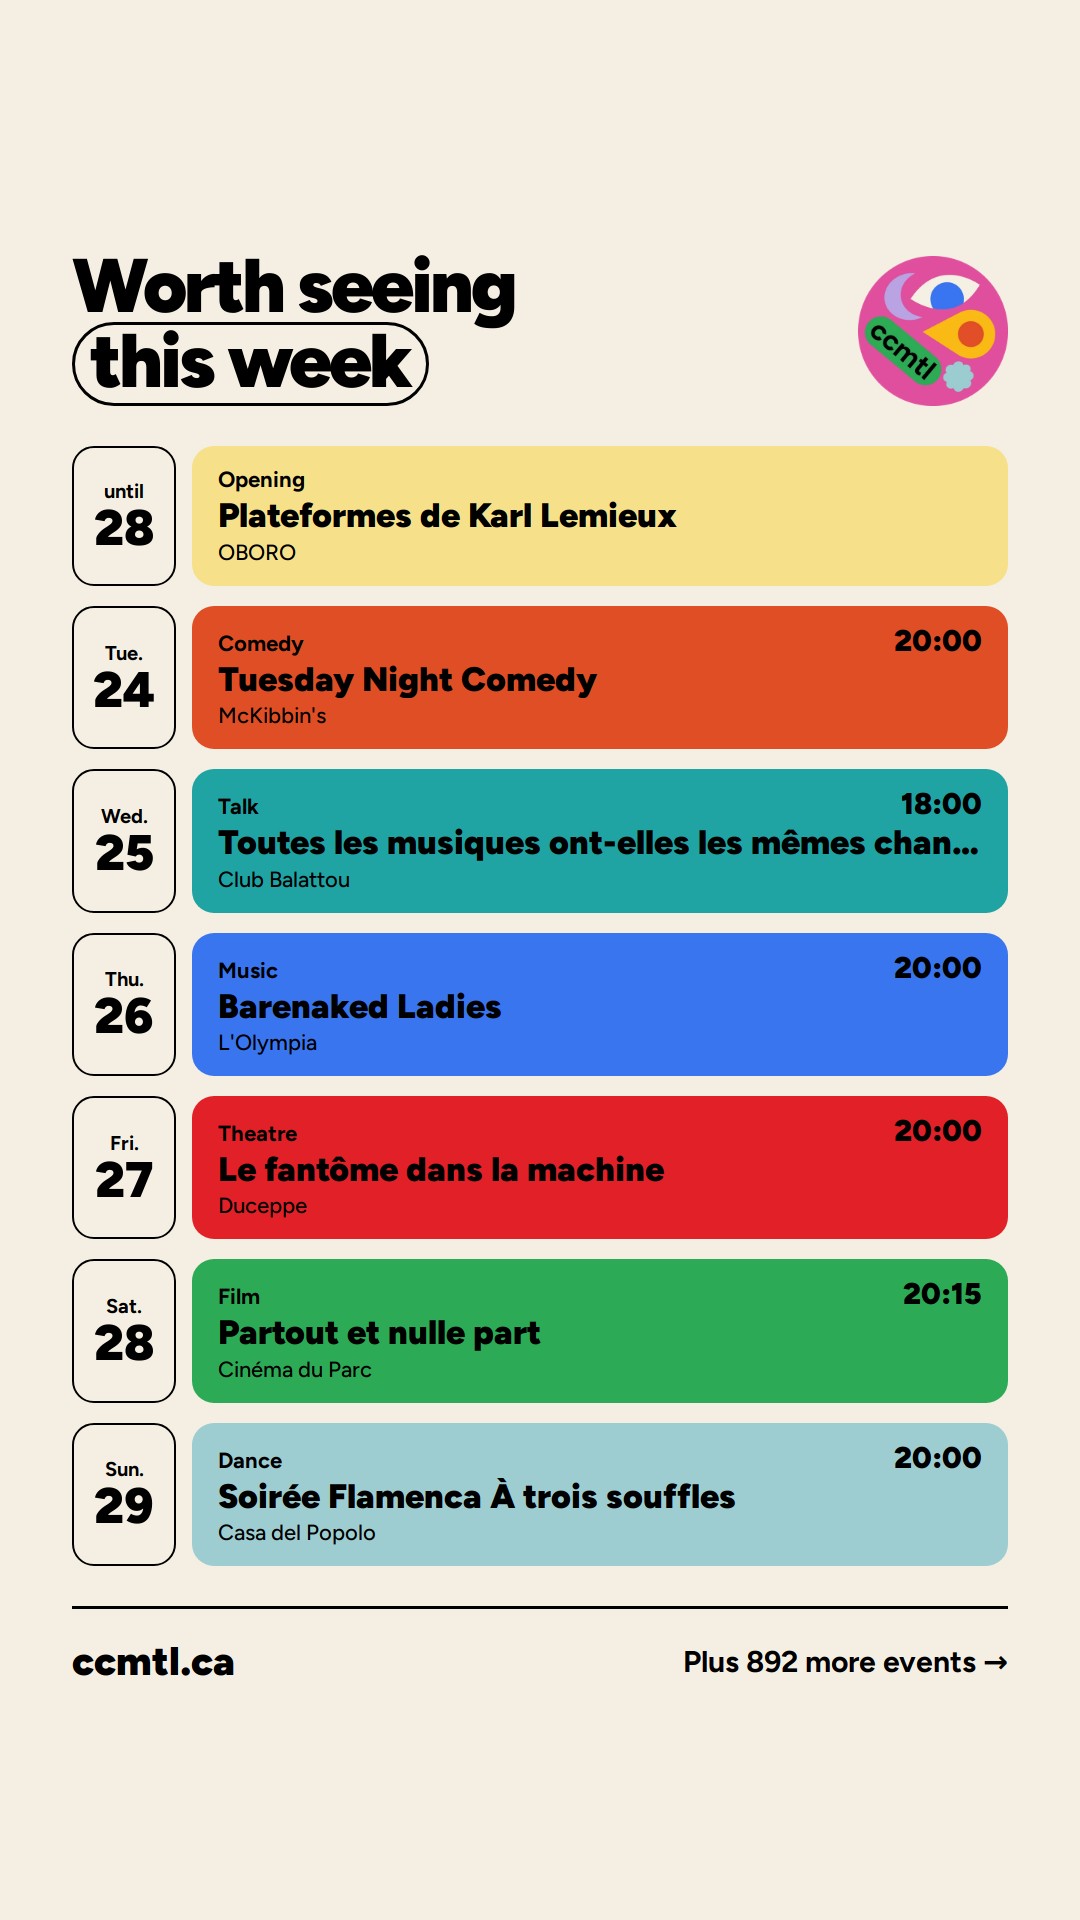 Worth seeing
this week
ccmtl
until
28
Opening
Plateformes de Karl Lemieux
OBORO
Tue.
24
Comedy
20:00
Tuesday Night Comedy
McKibbin's
Wed.
25
Talk
18:00
Toutes les musiques ont-elles les mêmes chan...
Club Balattou
Thu.
26
Music
20:00
Barenaked Ladies
L'Olympia
Fri.
27
Theatre
20:00
Le fantôme dans la machine
Duceppe
Sat.
28
Film
20:15
Partout et nulle part
Cinéma du Parc
Sun.
29
Dance
20:00
Soirée Flamenca À trois souffles
Casa del Popolo
ccmtl.ca
Plus 892 more events →